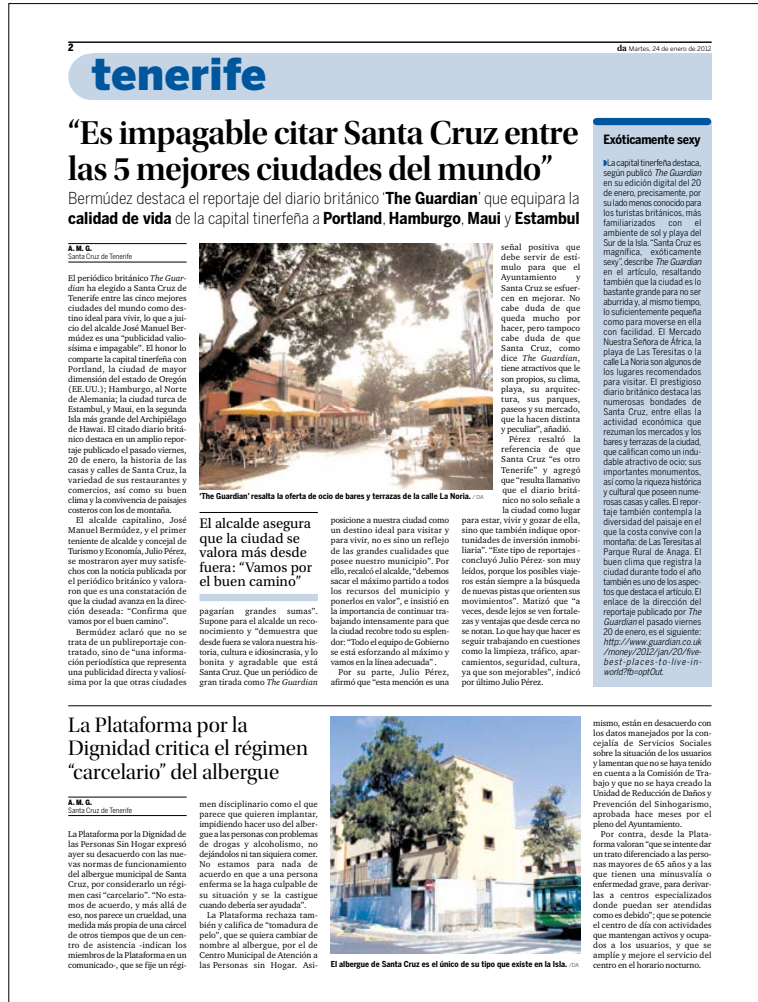 2
da Martes, 24 de enero de 2012
tenerife
“Es impagable citar Santa Cruz entre
las 5 mejores ciudades del mundo”
Bermúdez destaca el reportaje del diario británico ‘The Guardian’ que equipara la
calidad de vida de la capital tinerfeña a Portland, Hamburgo, Maui y Estambul
A. M. G.
Santa Cruz de Tenerife
El periódico británico The Guar-
dian ha elegido a Santa Cruz de
Tenerife entre las cinco mejores
ciudades del mundo como des-
tino ideal para vivir, lo que a jui-
cio del alcalde José Manuel Ber-
múdez es una “publicidad valio-
sísima e impagable”. El honor lo
comparte la capital tinerfeña con
Portland, la ciudad de mayor
dimensión del estado de Oregón
(EE.UU.); Hamburgo, al Norte
de Alemania; la ciudad turca de
Estambul, y Maui, en la segunda
Isla más grande del Archipiélago
de Hawai. El citado diario britá-
nico destaca en un amplio repor-
taje publicado el pasado viernes,
20 de enero, la historia de las
casas y calles de Santa Cruz, la
variedad de sus restaurantes y
comercios, así como su buen
clima y la convivencia de paisajes
costeros con los de montaña.
El alcalde capitalino, José
Manuel Bermúdez, y el primer
teniente de alcalde y concejal de
Turismo y Economía, Julio Pérez,
se mostraron ayer muy satisfe-
chos con la noticia publicada por
el periódico británico y valora-
ron que es una constatación de
que la ciudad avanza en la direc-
ción deseada: “Confirma que
vamos por el buen camino”.
Bermúdez aclaró que no se
trata de un publireportaje con-
tratado, sino de “una informa-
ción periodística que representa
una publicidad directa y valiosí-
sima por la que otras ciudades
‘The Guardian’ resalta la oferta de ocio de bares y terrazas de la calle La Noria. / DA
El alcalde asegura
que la ciudad se
valora más desde
fuera: “Vamos por
el buen camino”
pagarían grandes sumas”.
Supone para el alcalde un reco-
nocimiento y “demuestra que
desde fuera se valora nuestra his-
toria, cultura e idiosincrasia, y lo
bonita y agradable que está
Santa Cruz. Que un periódico de
gran tirada como The Guardian
posicione a nuestra ciudad como
un destino ideal para visitar y
para vivir, no es sino un reflejo
de las grandes cualidades que
posee nuestro municipio”. Por
ello, recalcó el alcalde, “debemos
sacar el máximo partido a todos
los recursos del municipio y
ponerlos en valor”, e insistió en
la importancia de continuar tra-
bajando intensamente para que
la ciudad recobre todo su esplen-
dor: “Todo el equipo de Gobierno
se está esforzando al máximo y
vamos en la línea adecuada” .
Por su parte, Julio Pérez,
afirmó que “esta mención es una
señal positiva que
debe servir de estí-
mulo para que el
Ayuntamiento y
Santa Cruz se esfuer-
cen en mejorar. No
cabe duda de que
queda mucho por
hacer, pero tampoco
cabe duda de que
Santa Cruz, como
dice The Guardian,
tiene atractivos que le
son propios, su clima,
playa, su arquitec-
tura, sus parques,
paseos y su mercado,
que la hacen distinta
y peculiar”, añadió.
Pérez resaltó la
referencia de que
Santa Cruz “es otro
Tenerife” y agregó
que “resulta llamativo
que el diario britá-
nico no solo señale a
la ciudad como lugar
para estar, vivir y gozar de ella,
sino que también indique opor-
tunidades de inversión inmobi-
liaria”. “Este tipo de reportajes -
concluyó Julio Pérez- son muy
leídos, porque los posibles viaje-
ros están siempre a la búsqueda
de nuevas pistas que orienten sus
movimientos”. Matizó que “a
veces, desde lejos se ven fortale-
zas y ventajas que desde cerca no
se notan. Lo que hay que hacer es
seguir trabajando en cuestiones
como la limpieza, tráfico, apar-
camientos, seguridad, cultura,
ya que son mejorables”, indicó
por último Julio Pérez.
Exóticamente sexy
La capital tinerfeña destaca,
según publicó The Guardian
en su edición digital del 20
de enero, precisamente, por
su lado menos conocido para
los turistas británicos, más
familiarizados con el
ambiente de sol y playa del
Sur de la Isla. “Santa Cruz es
magnífica, exóticamente
sexy”, describe The Guardian
en el artículo, resaltando
también que la ciudad es lo
bastante grande para no ser
aburrida y, al mismo tiempo,
lo suficientemente pequeña
como para moverse en ella
con facilidad. El Mercado
Nuestra Señora de África, la
playa de Las Teresitas o la
calle La Noria son algunos de
los lugares recomendados
para visitar. El prestigioso
diario británico destaca las
numerosas bondades de
Santa Cruz, entre ellas la
actividad económica que
rezuman los mercados y los
bares y terrazas de la ciudad,
que califican como un indu-
dable atractivo de ocio; sus
importantes monumentos,
así como la riqueza histórica
y cultural que poseen nume-
rosas casas y calles. El repor-
taje también contempla la
diversidad del paisaje en el
que la costa convive con la
montaña: de Las Teresitas al
Parque Rural de Anaga. El
buen clima que registra la
ciudad durante todo el año
también es uno de los aspec-
tos que destaca el artículo. El
enlace de la dirección del
reportaje publicado por The
Guardian el pasado viernes
20 de enero, es el siguiente:
http://www.guardian.co.uk
/money/2012/jan/20/five-
best-places-to-live-in-
world?fb=optOut.
La Plataforma por la
Dignidad critica el régimen
“carcelario” del albergue
A. M. G.
Santa Cruz de Tenerife
La Plataforma por la Dignidad de
las Personas Sin Hogar expresó
ayer su desacuerdo con las nue-
vas normas de funcionamiento
del albergue municipal de Santa
Cruz, por considerarlo un régi-
men casi “carcelario”. “No esta-
mos de acuerdo, y más allá de
eso, nos parece un crueldad, una
medida más propia de una cárcel
de otros tiempos que de un cen-
tro de asistencia -indican los
miembros de la Plataforma en un
comunicado-, que se fije un régi-
men disciplinario como el que
parece que quieren implantar,
impidiendo hacer uso del alber-
gue a las personas con problemas
de drogas y alcoholismo, no
dejándolos ni tan siquiera comer.
No estamos para nada de
acuerdo en que a una persona
enferma se la haga culpable de
su situación y se la castigue
cuando debería ser ayudada”.
La Plataforma rechaza tam-
bién y califica de “tomadura de
pelo”, que se quiera cambiar de
nombre al albergue, por el de
Centro Municipal de Atención a
las Personas sin Hogar. Asi-
El albergue de Santa Cruz es el único de su tipo que existe en la Isla. /DA
mismo, están en desacuerdo con
los datos manejados por la con-
cejalía de Servicios Sociales
sobre la situación de los usuarios
y lamentan que no se haya tenido
en cuenta a la Comisión de Tra-
bajo y que no se haya creado la
Unidad de Reducción de Daños y
Prevención del Sinhogarismo,
aprobada hace meses por el
pleno del Ayuntamiento.
Por contra, desde la Plata-
forma valoran “que se intente dar
un trato diferenciado a las perso-
nas mayores de 65 años y a las
que tienen una minusvalía o
enfermedad grave, para derivar-
las a centros especializados
donde puedan ser atendidas
como es debido”; que se potencie
el centro de día con actividades
que mantengan activos y ocupa-
dos a los usuarios, y que se
amplíe y mejore el servicio del
centro en el horario nocturno.